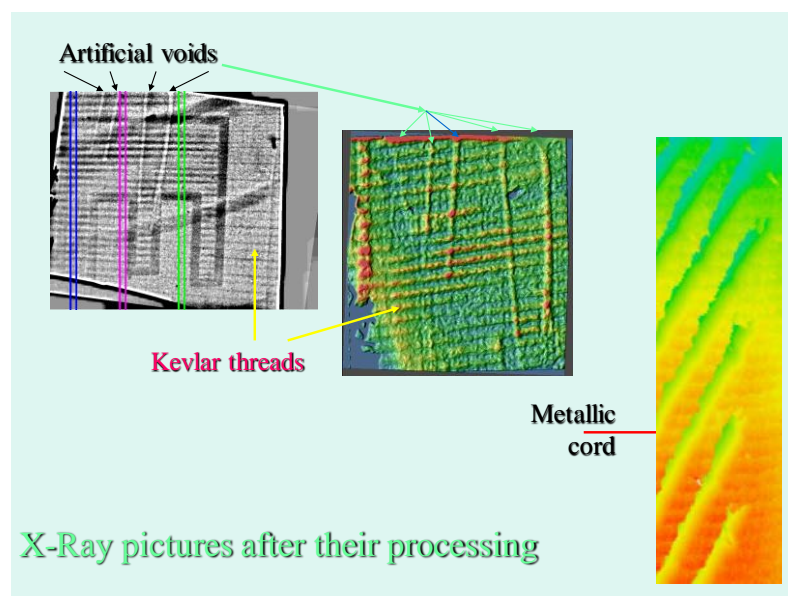 Artificial voids
Kevlar threads
Metallic
cord
X-Ray pictures after their processing